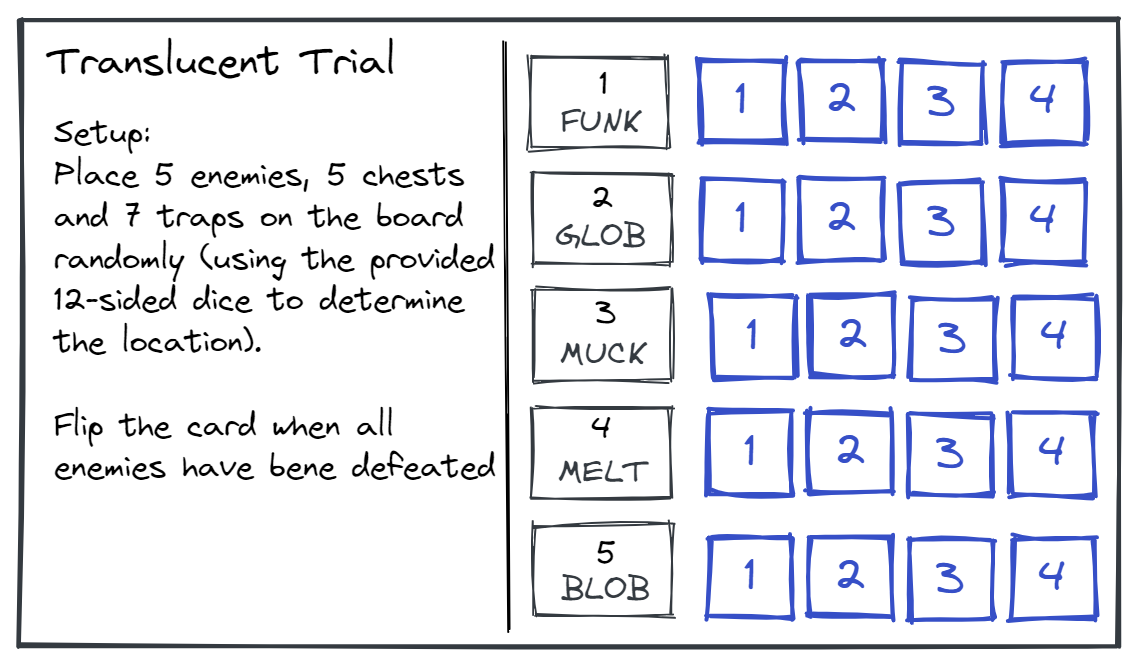 Translucent Trial
Setup:
Place 5 enemies, 5 chests
and 7 traps on the board
randomly (using the provided
12-sided dice to determine
the location).
Flip the card when all
enemies have bene defeated
1
FUNK
1 2 3 4
2
GLOB
1 2 3 4
3
MUCK
1 2 3 4
4
MELT
1 2 3 4
5
BLOB
1 2 3 4